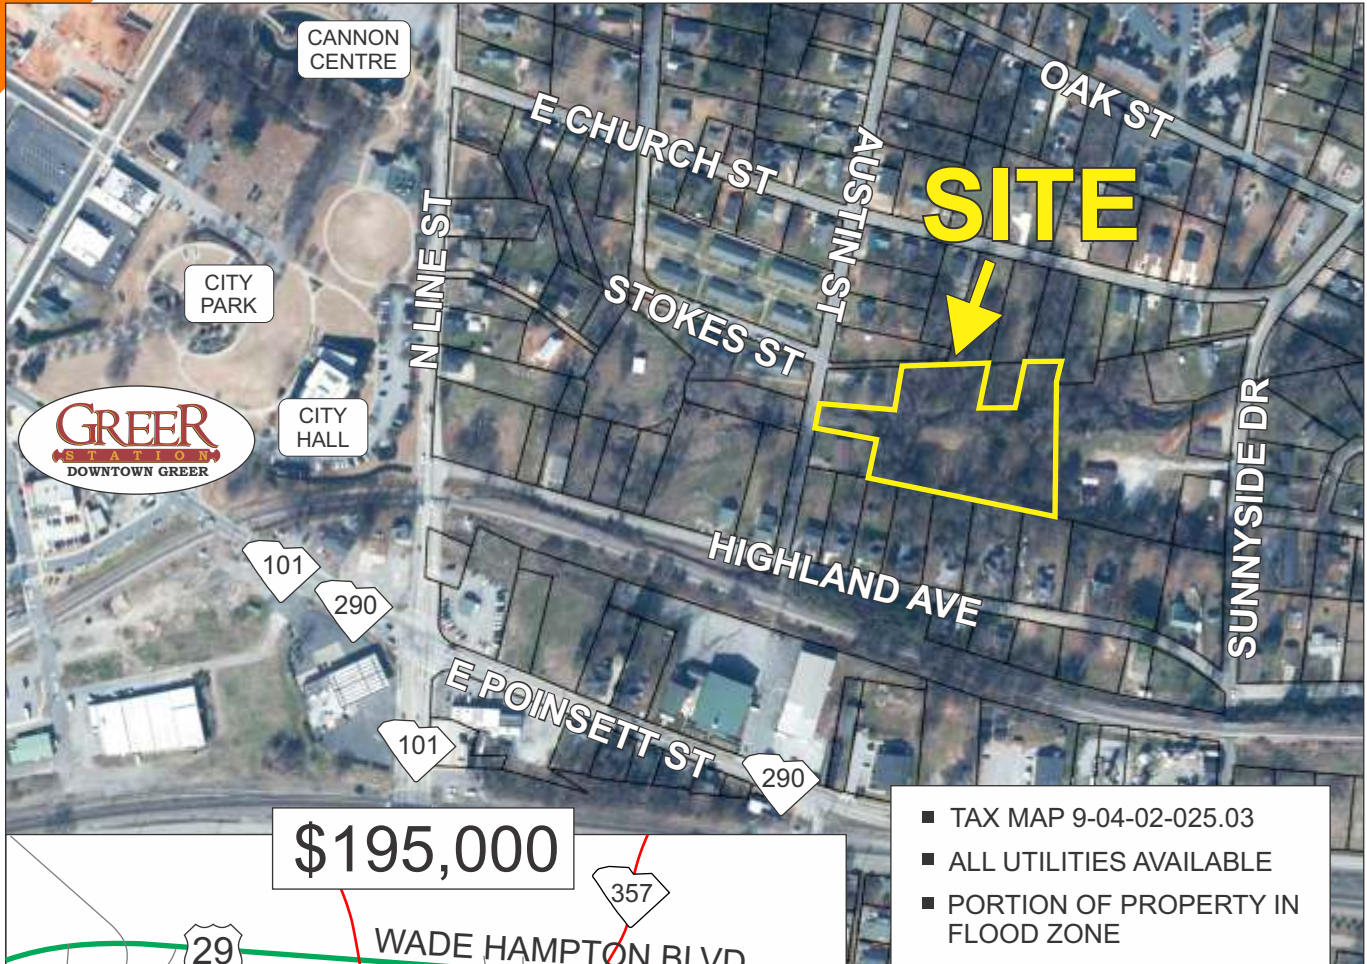 CANNON
CENTRE
E CHURCH ST
OAK ST
AUSTIN ST
SITE
N LINE ST
CITY
PARK
STOKES ST
GREER
STATION
DOWNTOWN GREER
CITY
HALL
SUNNYSIDE DR
HIGHLAND AVE
101
290
E POINSETT ST
101
290
$195,000
357
29
WADE HAMPTON BLVD
■ TAX MAP 9-04-02-025.03
■ ALL UTILITIES AVAILABLE
■ PORTION OF PROPERTY IN
FLOOD ZONE